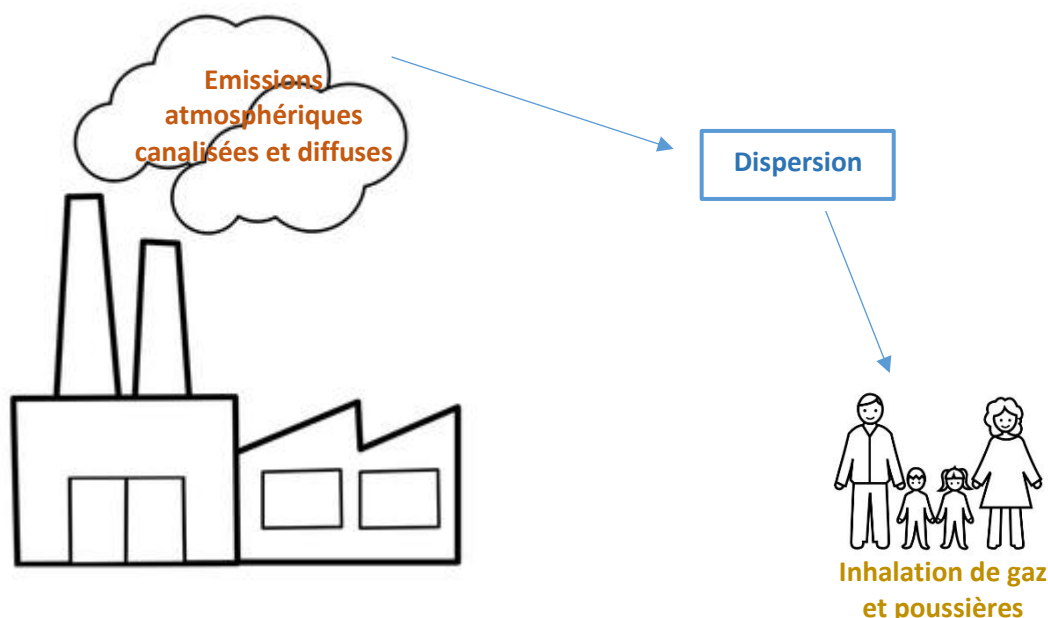 Emissions
atmosphériques
canalisées et diffuses
Dispersion
Inhalation de gaz
et poussières